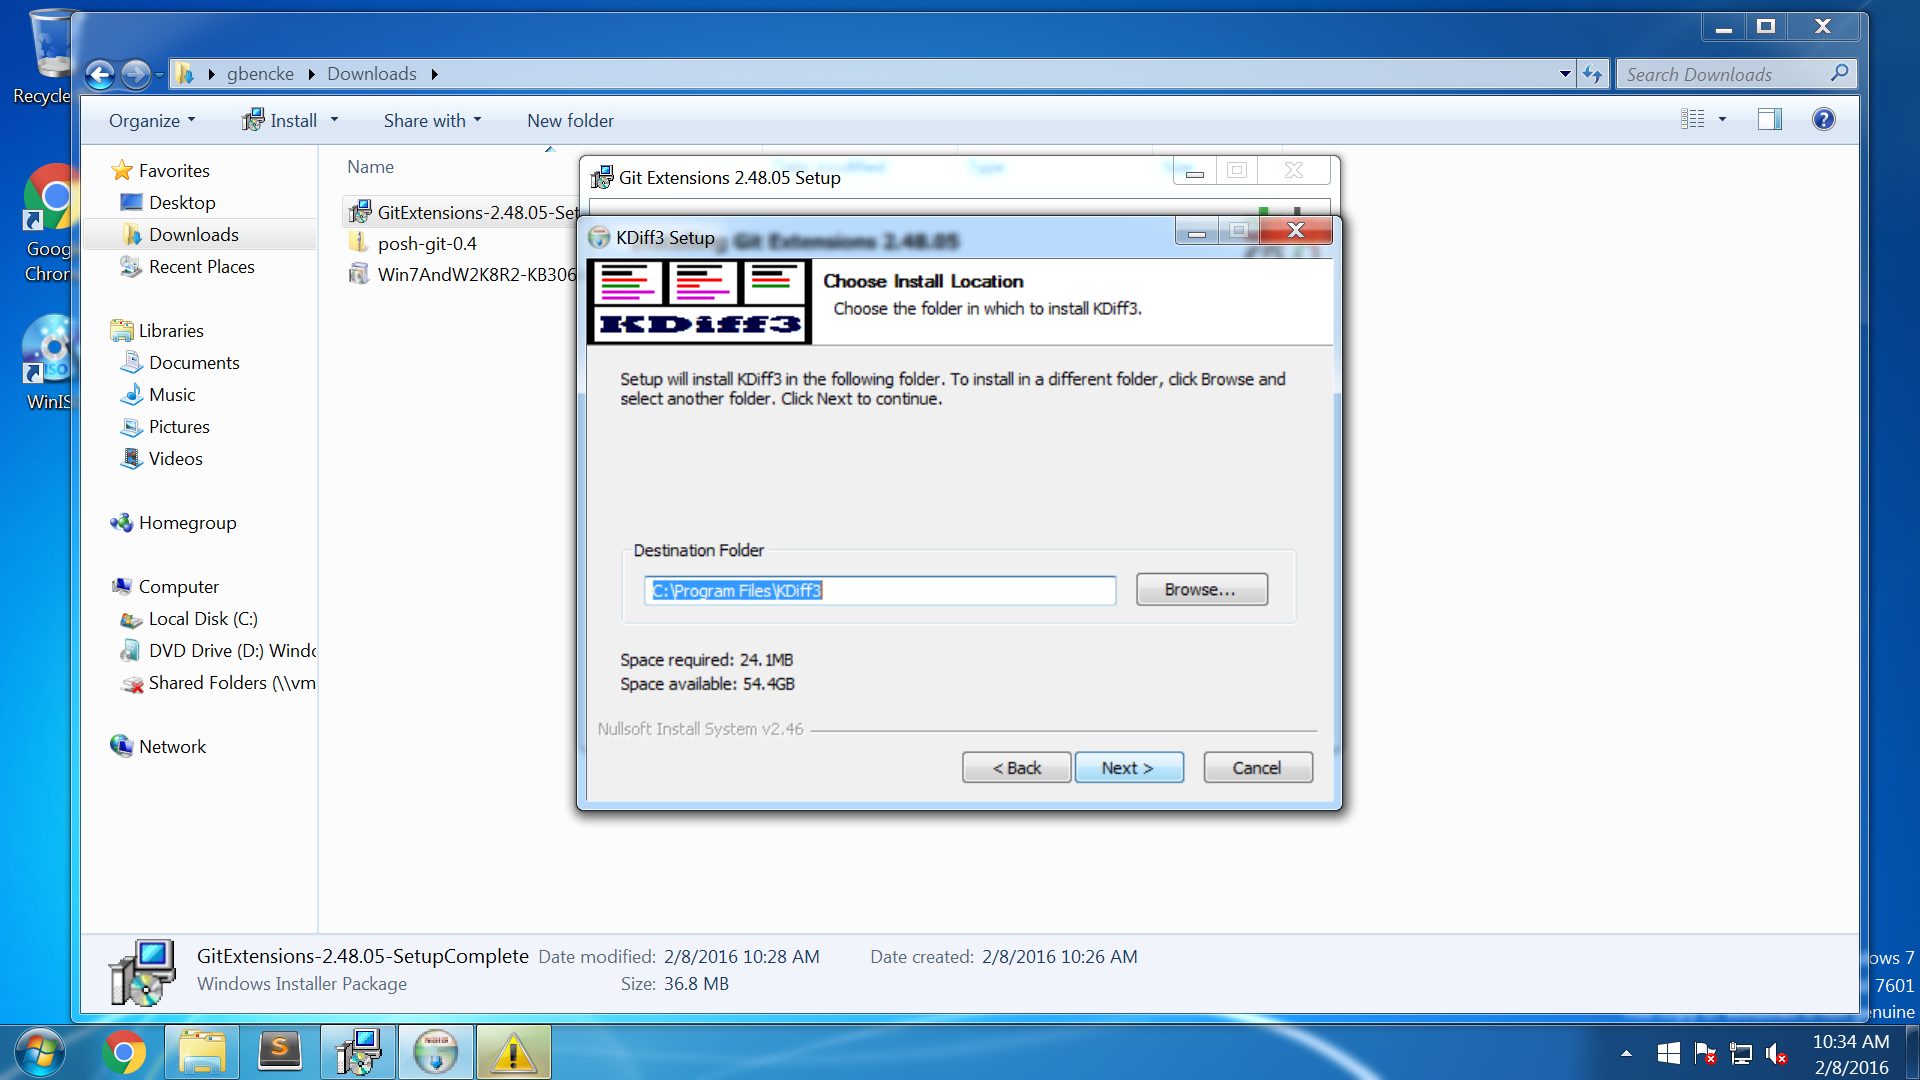 Recycle
gbencke
Downloads
Search Downloads
Organize
Install
Share with
New folder
Goog
Chror
WinIS
Favorites
Desktop
Downloads
Recent Places
Libraries
Documents
Music
Pictures
Videos
Homegroup
Computer
Local Disk (C:)
DVD Drive (D:) Windo
Shared Folders (\\vm
Network
Name
GitExtensions-2.48.05-Set
posh-git-0.4
Win7AndW2K8R2-KB306
Git Extensions 2.48.05 Setup
KDiff3 Setup
Git Extensions 2.48.05
KDiff3
Choose Install Location
Choose the folder in which to install KDiff3.
Setup will install KDiff3 in the following folder. To install in a different folder, click Browse and
select another folder. Click Next to continue.
Destination Folder
C:\Program Files\KDiff3
Browse...
Space required: 24.1MB
Space available: 54.4GB
Nullsoft Install System v2.46
< Back
Next >
Cancel
GitExtensions-2.48.05-SetupComplete
Date modified: 2/8/2016 10:28 AM
Date created: 2/8/2016 10:26 AM
Windows Installer Package
Size: 36.8 MB
ows 7
7601
enuine
10:34 AM
2/8/2016